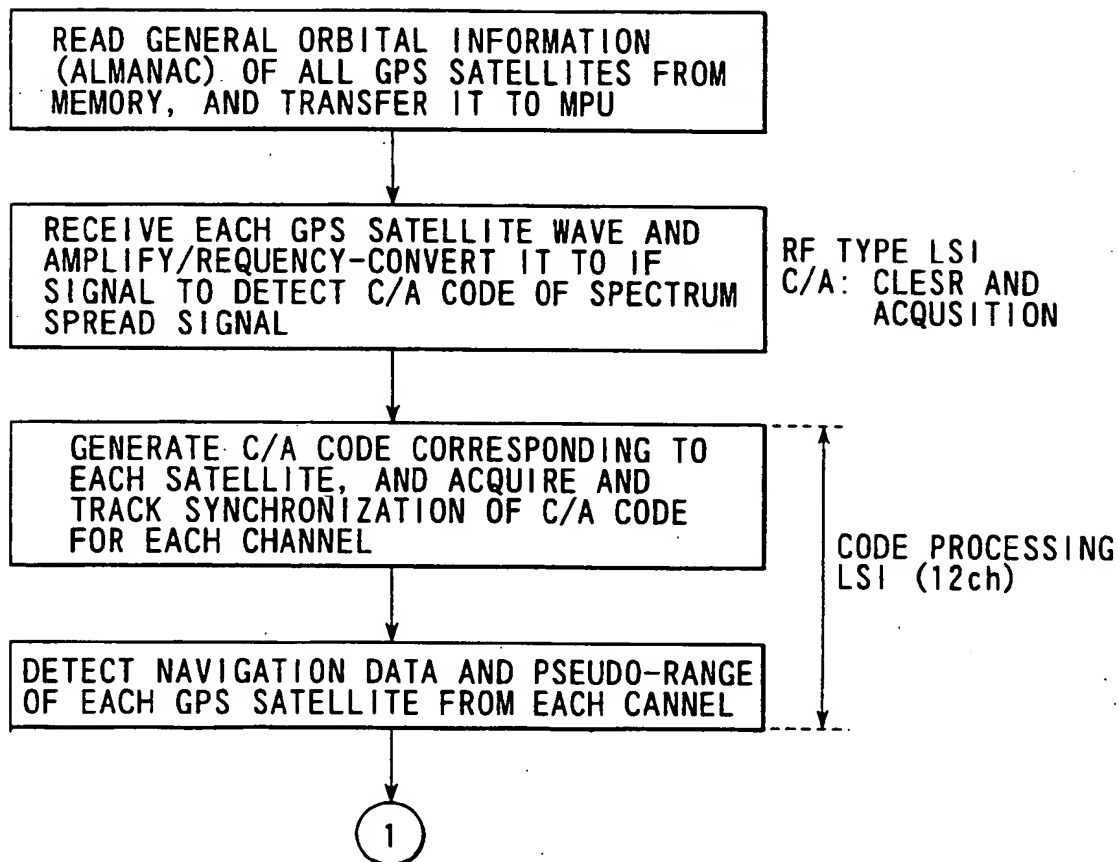 READ GENERAL ORBITAL INFORMATION
(ALMANAC) OF ALL GPS SATELLITES FROM
MEMORY, AND TRANSFER IT TO MPU
RECEIVE EACH GPS SATELLITE WAVE AND
AMPLIFY/REQUENCY-CONVERT IT TO IF
SIGNAL TO DETECT C/A CODE OF SPECTRUM
SPREAD SIGNAL
RF TYPE LSI
C/A: CLESR AND
ACQUSITION
GENERATE C/A CODE CORRESPONDING TO
EACH SATELLITE, AND ACQUIRE AND
TRACK SYNCHRONIZATION OF C/A CODE
FOR EACH CHANNEL
CODE PROCESSING
LSI (12ch)
DETECT NAVIGATION DATA AND PSEUDO-RANGE
OF EACH GPS SATELLITE FROM EACH CANNEL
1